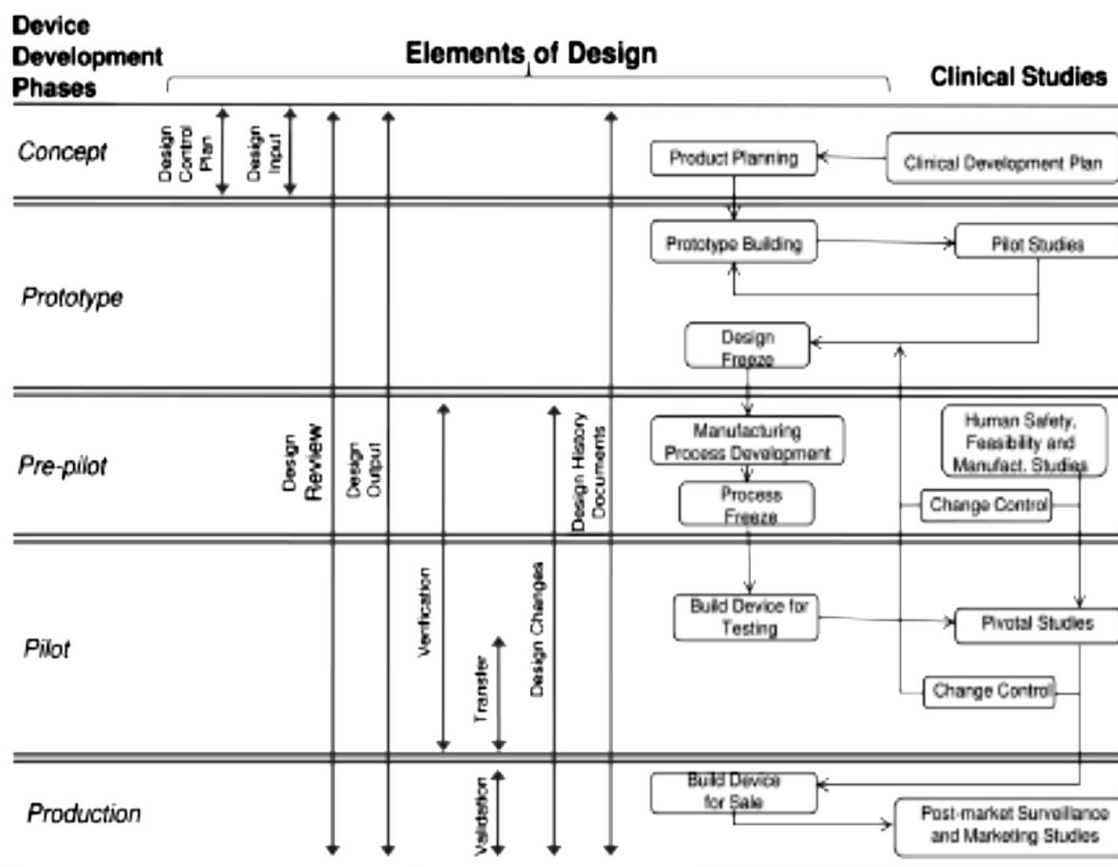 Device
Development
Phases
Elements of Design
Clinical Studies
Concept
Design
Control
Plan
Design
Input
Product Planning
Clinical Development Plan
Prototype
Prototype Building
Pilot Studies
Design
Freeze
Pre-pilot
Design
Review
Design
Output
Design History
Documents
Manufacturing
Process Development
Process
Freeze
Human Safety,
Feasibility and
Manufact. Studies
Change Control
Pilot
Verification
Transfer
Design Changes
Build Device for
Testing
Pivotal Studies
Change Control
Production
Validation
Build Device
for Sale
Post-market Surveillance
and Marketing Studies